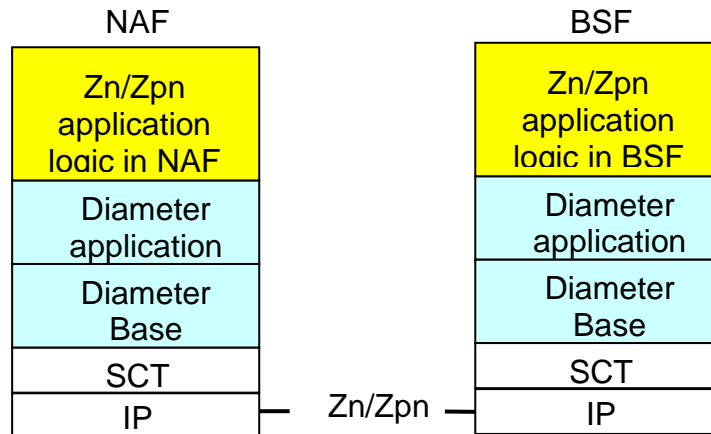 NAF
BSF
Zn/Zpn
application
logic in NAF
Zn/Zpn
application
logic in BSF
Diameter
application
Diameter
application
Diameter
Base
Diameter
Base
SCT
SCT
IP
Zn/Zpn
IP